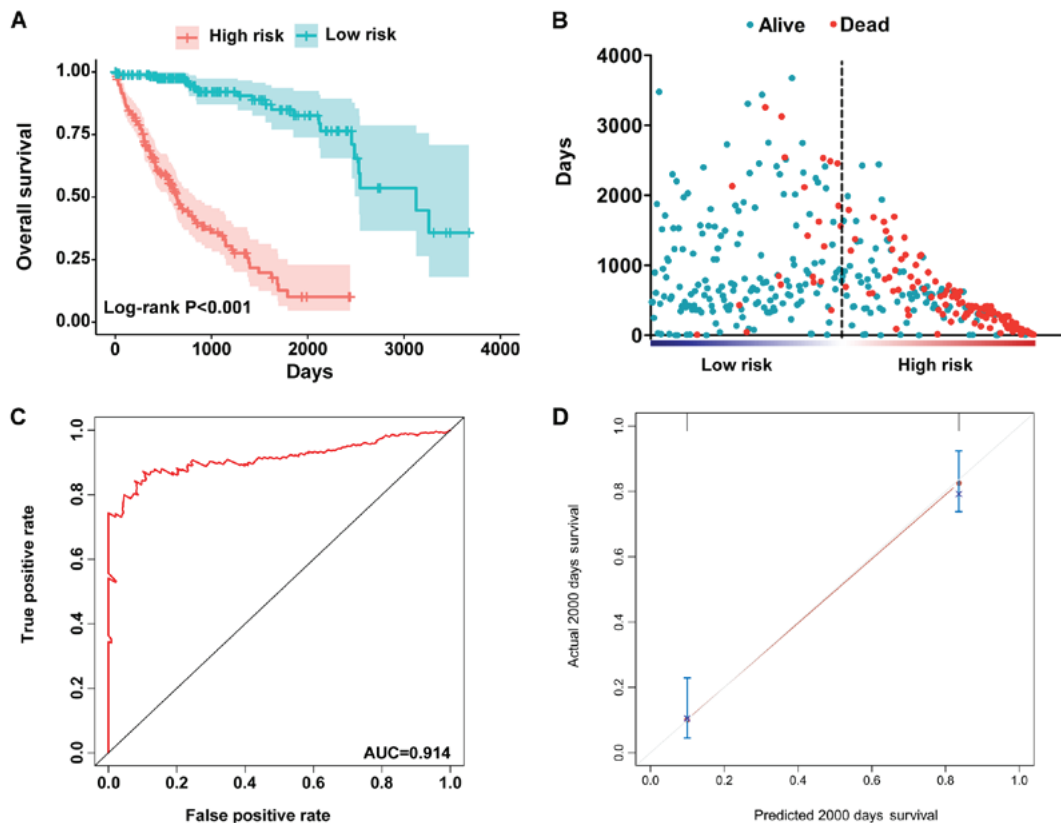 A
High risk
Low risk
Overall survival
1.00
0.75
0.50
0.25
0.00
Log-rank P<0.001
0
1000
2000
3000
4000
Days
B
Alive
Dead
Days
4000
3000
2000
1000
0
Low risk
High risk
C
True positive rate
1.0
0.8
0.6
0.4
0.2
0.0
AUC=0.914
0.0
0.2
0.4
0.6
0.8
1.0
False positive rate
D
Actual 2000 days survival
1.0
0.8
0.6
0.4
0.2
0.0
0.0
0.2
0.4
0.6
0.8
1.0
Predicted 2000 days survival